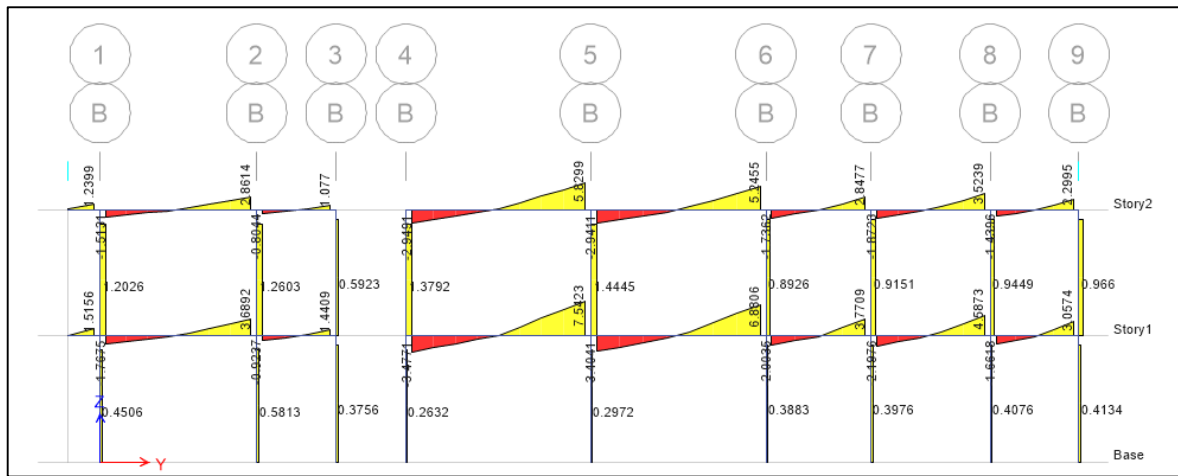 1 2 3 4 5 6 7 8 9
B B B B B B B B B
1.2399 2.8614 1.077 5.8299 5.2455 2.8477 3.5239 2.2995
Story2
-1.5131 -0.8044 -2.9491 -2.9411 -1.7362 -1.8723 -1.4396
1.2026 1.2603 0.5923 1.3792 1.4445 0.8926 0.9151 0.9449 0.966
1.5156 3.6892 1.4409 7.5423 6.8806 3.7709 4.5873 3.0574
Story1
-1.7675 -0.9237 -3.4771 -3.4041 -2.0036 -2.1976 -1.6618
Z
0.4506 0.5813 0.3756 0.2632 0.2972 0.3883 0.3976 0.4076 0.4134
Y
Base